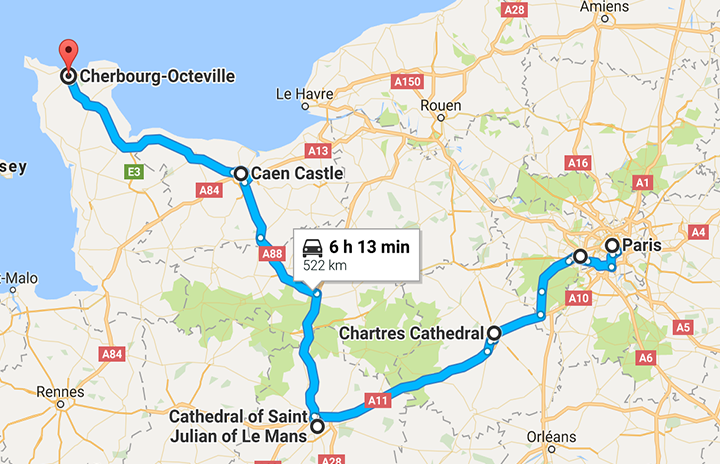 A28
Amiens
Cherbourg-Octeville
A150
Le Havre
Rouen
A13
A16
sey
E3
Caen Castle
A84
A1
A88
6 h 13 min
522 km
Paris
A4
t-Malo
A10
Chartres Cathedral
A5
A84
A6
Rennes
A11
Cathedral of Saint
Julian of Le Mans
Orléans
A28